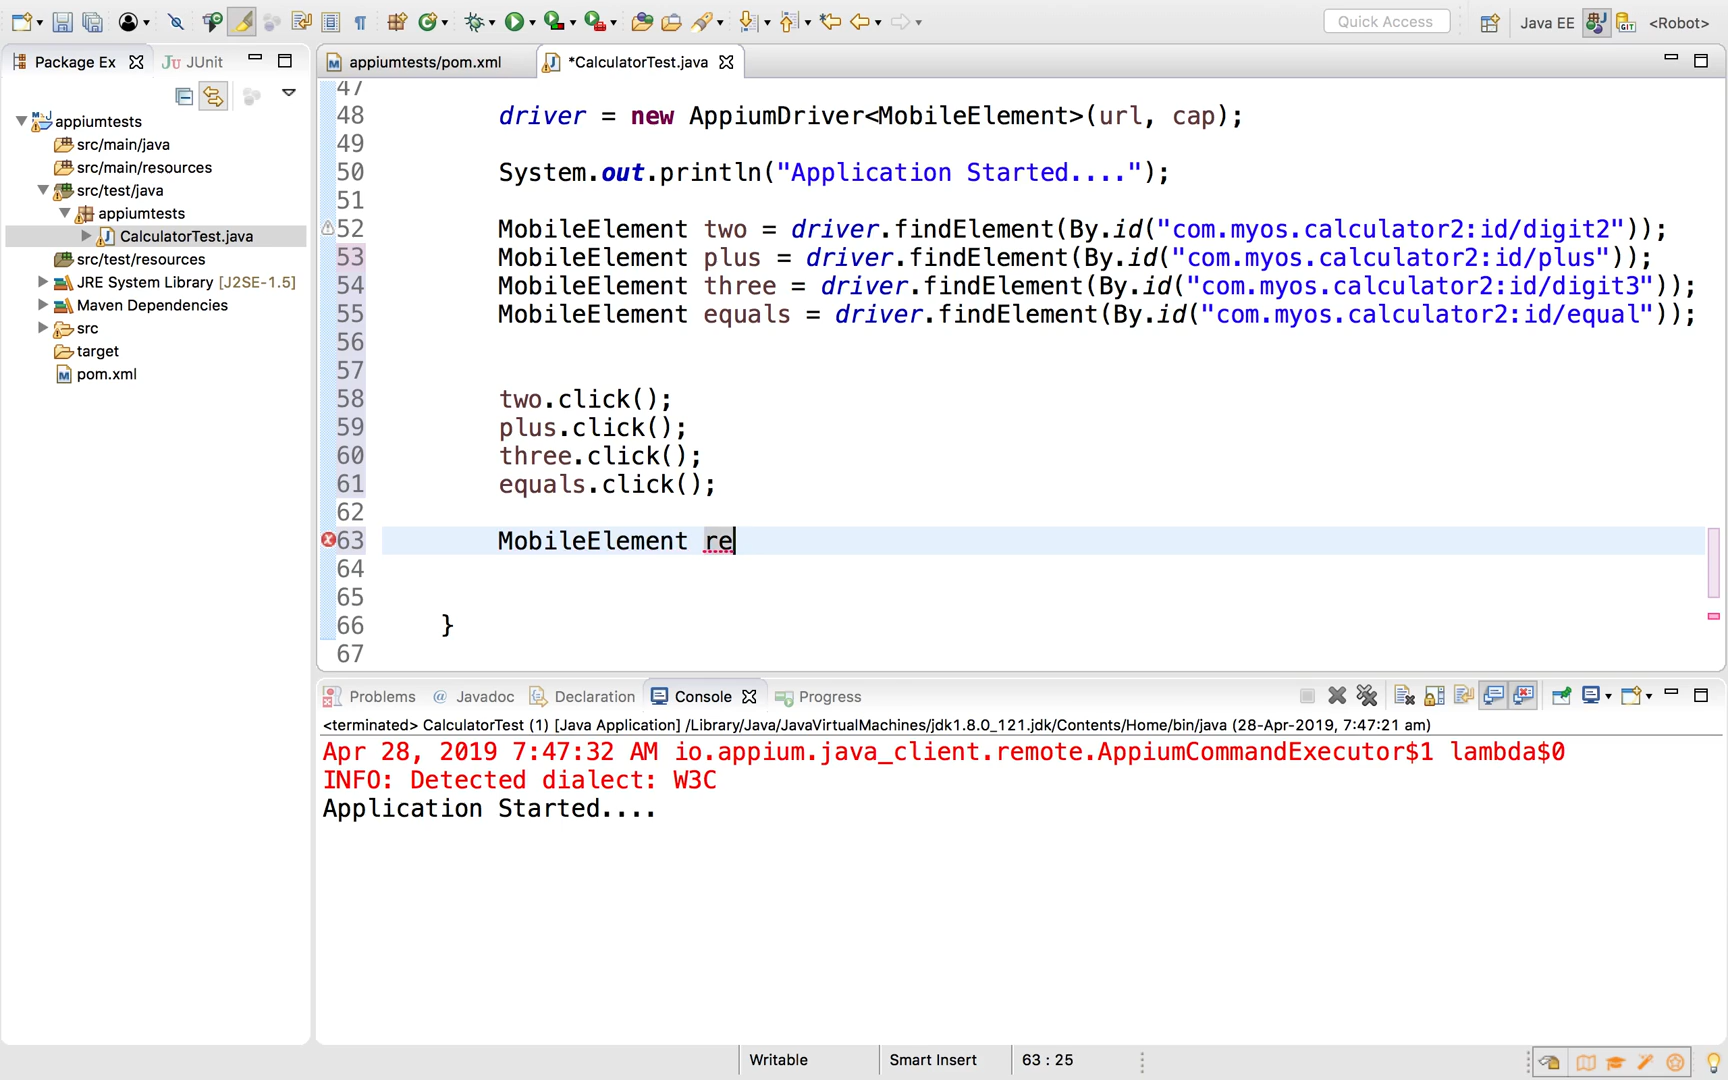 Quick Access
Java EE
GIT
<Robot>
Package Ex
JUnit
appiumtests/pom.xml
*CalculatorTest.java
appiumtests
src/main/java
src/main/resources
src/test/java
appiumtests
CalculatorTest.java
src/test/resources
JRE System Library [J2SE-1.5]
Maven Dependencies
src
target
pom.xml
47
48 driver = new AppiumDriver<MobileElement>(url, cap);
49
50 System.out.println("Application Started....");
51
52 MobileElement two = driver.findElement(By.id("com.myos.calculator2:id/digit2"));
53 MobileElement plus = driver.findElement(By.id("com.myos.calculator2:id/plus"));
54 MobileElement three = driver.findElement(By.id("com.myos.calculator2:id/digit3"));
55 MobileElement equals = driver.findElement(By.id("com.myos.calculator2:id/equal"));
56
57
58 two.click();
59 plus.click();
60 three.click();
61 equals.click();
62
63 MobileElement re
64
65
66 }
67
Problems @ Javadoc Declaration Console Progress
<terminated> CalculatorTest (1) [Java Application] /Library/Java/JavaVirtualMachines/jdk1.8.0_121.jdk/Contents/Home/bin/java (28-Apr-2019, 7:47:21 am)
Apr 28, 2019 7:47:32 AM io.appium.java_client.remote.AppiumCommandExecutor$1 lambda$0
INFO: Detected dialect: W3C
Application Started....
Writable
Smart Insert
63 : 25